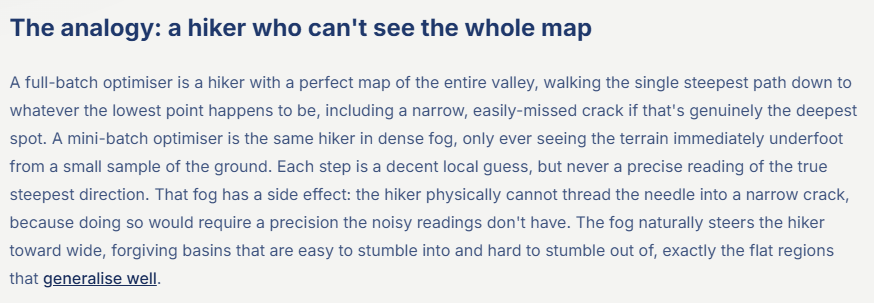 The analogy: a hiker who can't see the whole map
A full-batch optimiser is a hiker with a perfect map of the entire valley, walking the single steepest path down to
whatever the lowest point happens to be, including a narrow, easily-missed crack if that's genuinely the deepest
spot. A mini-batch optimiser is the same hiker in dense fog, only ever seeing the terrain immediately underfoot
from a small sample of the ground. Each step is a decent local guess, but never a precise reading of the true
steepest direction. That fog has a side effect: the hiker physically cannot thread the needle into a narrow crack,
because doing so would require a precision the noisy readings don't have. The fog naturally steers the hiker
toward wide, forgiving basins that are easy to stumble into and hard to stumble out of, exactly the flat regions
that generalise well.